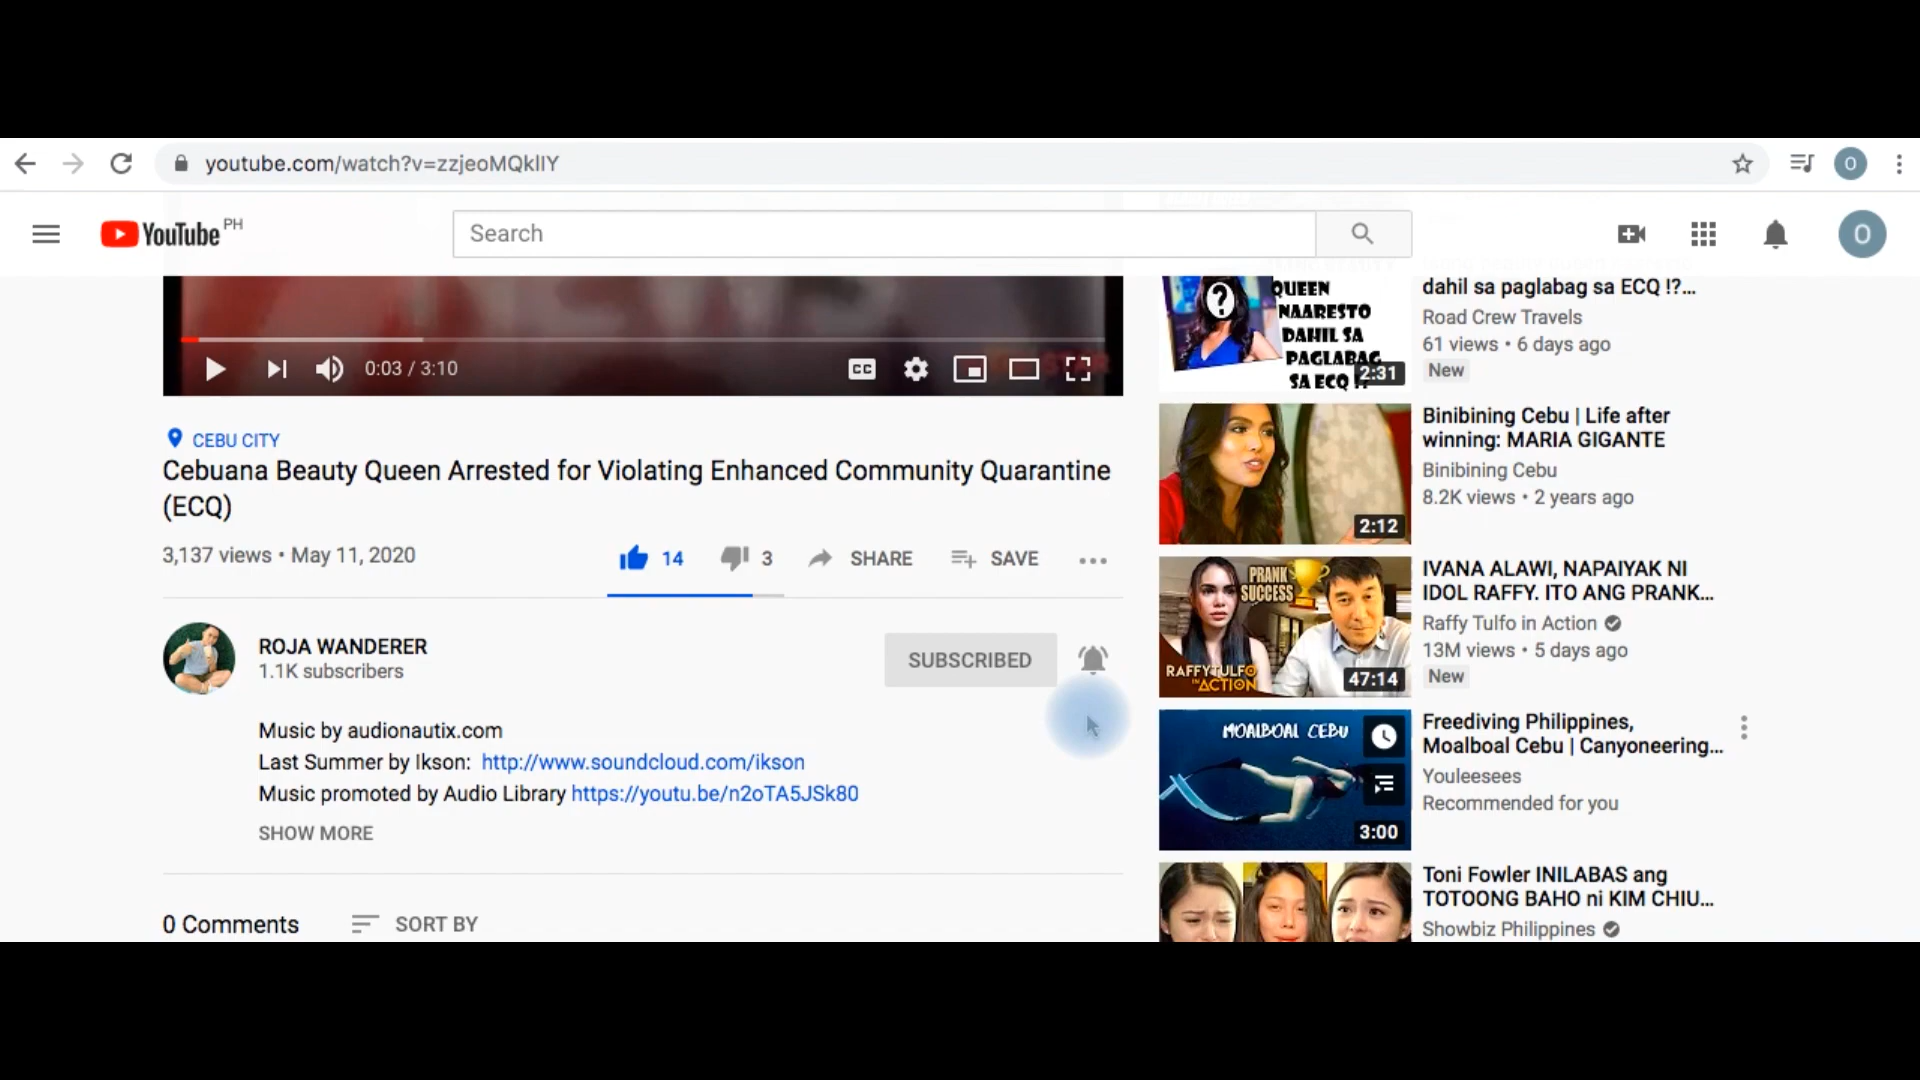 youtube.com/watch?v=zzjeoMQkllY
O
YouTube PH
Search
O
0:03 / 3:10
CC
CEBU CITY
Cebuana Beauty Queen Arrested for Violating Enhanced Community Quarantine
(ECQ)
3,137 views • May 11, 2020
14
3
SHARE
SAVE
ROJA WANDERER
1.1K subscribers
SUBSCRIBED
Music by audionautix.com
Last Summer by Ikson: http://www.soundcloud.com/ikson
Music promoted by Audio Library https://youtu.be/n2oTA5JSk80
SHOW MORE
0 Comments
SORT BY
?
QUEEN
NAARESTO
DAHIL SA
PAGLABAG
SA ECQ !?
2:31
dahil sa paglabag sa ECQ !?...
Road Crew Travels
61 views • 6 days ago
New
2:12
Binibining Cebu | Life after
winning: MARIA GIGANTE
Binibining Cebu
8.2K views • 2 years ago
PRANK
SUCCESS
RAFFY TULFO
IN ACTION
47:14
IVANA ALAWI, NAPAIYAK NI
IDOL RAFFY. ITO ANG PRANK...
Raffy Tulfo in Action
13M views • 5 days ago
New
MOALBOAL CEBU
3:00
Freediving Philippines,
Moalboal Cebu | Canyoneering...
Youleesees
Recommended for you
Toni Fowler INILABAS ang
TOTOONG BAHO ni KIM CHIU...
Showbiz Philippines